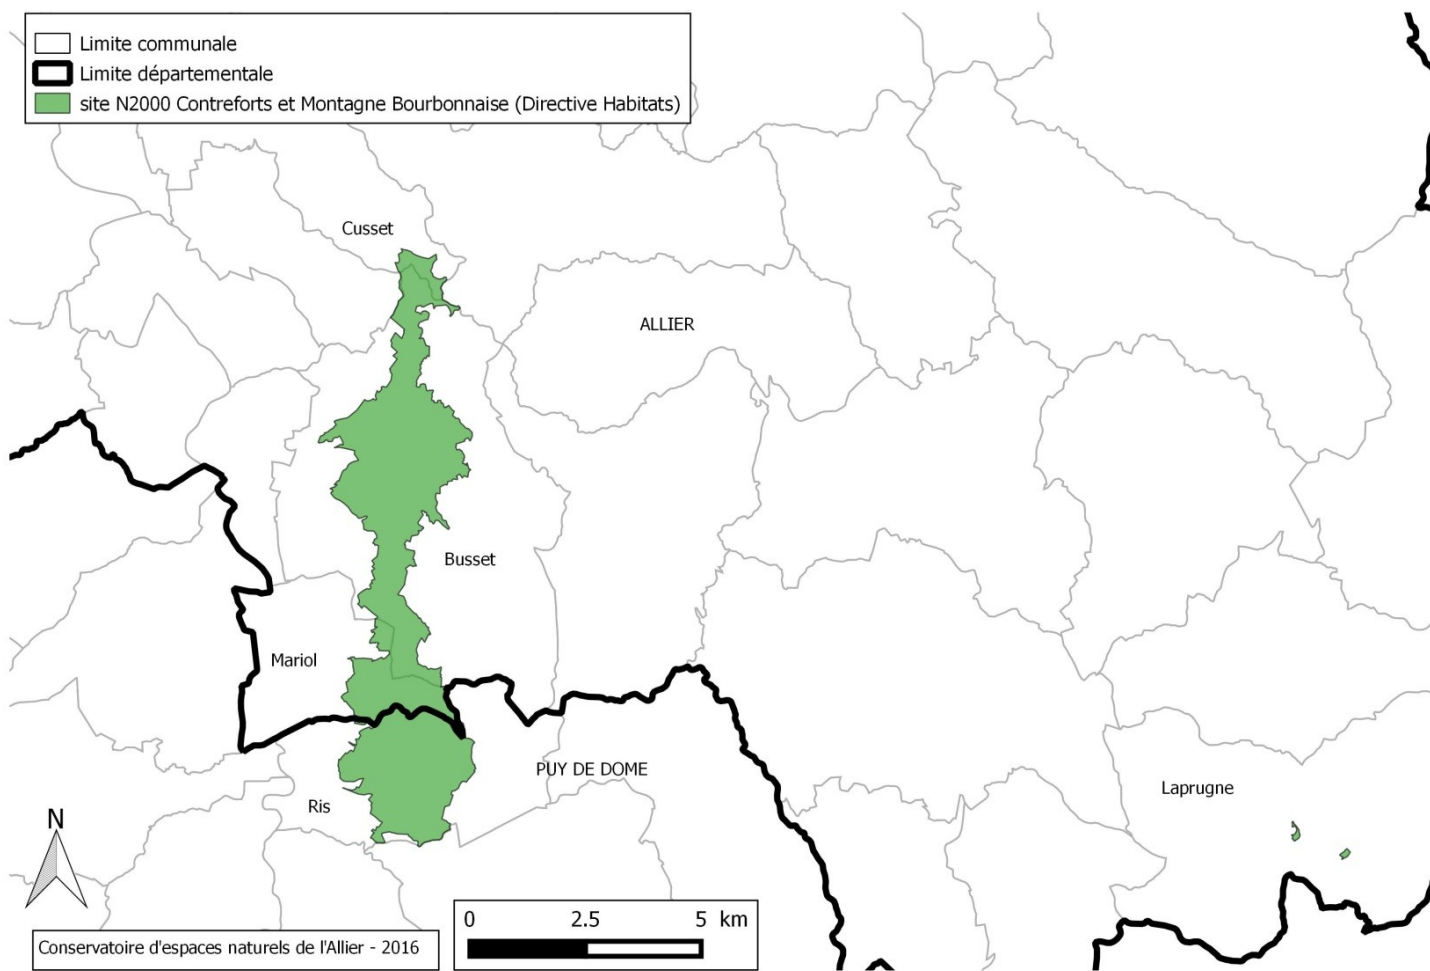 Limite communale
Limite départementale
site N2000 Contreforts et Montagne Bourbonnaise (Directive Habitats)
Cusset
ALLIER
Busset
Mariol
PUY DE DOME
Laprugne
Ris
N
0 2.5 5 km
Conservatoire d'espaces naturels de l'Allier - 2016